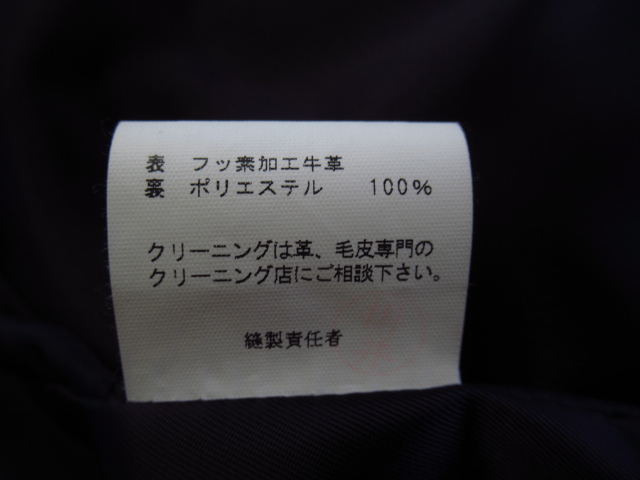 表 フッ素加工牛革
裏 ポリエステル 100%
クリーニングは革、毛皮専門の
クリーニング店にご相談下さい。
縫製責任者